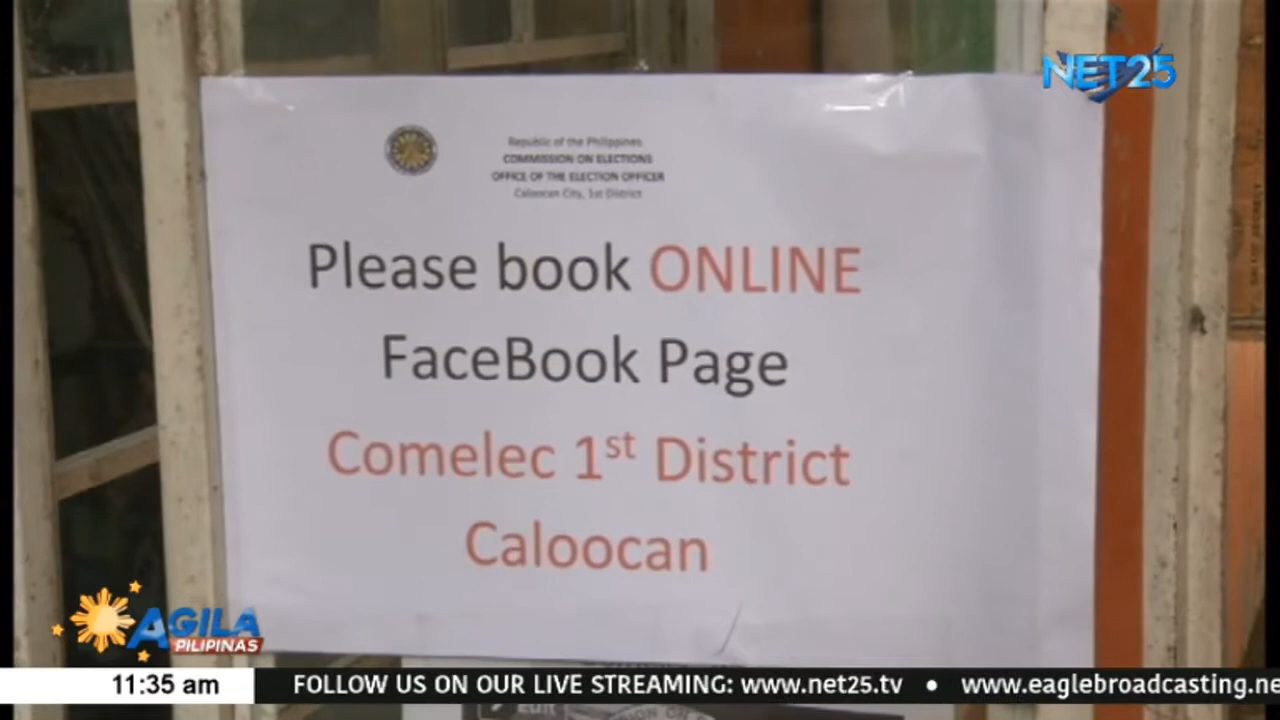 NET25
Republic of the Philippines
COMMISSION ON ELECTIONS
OFFICE OF THE ELECTION OFFICER
Caloocan City, 1st District
Please book ONLINE
FaceBook Page
Comelec 1st District
Caloocan
AGILA
PILIPINAS
11:35 am FOLLOW US ON OUR LIVE STREAMING: www.net25.tv • www.eaglebroadcasting.ne
Edit